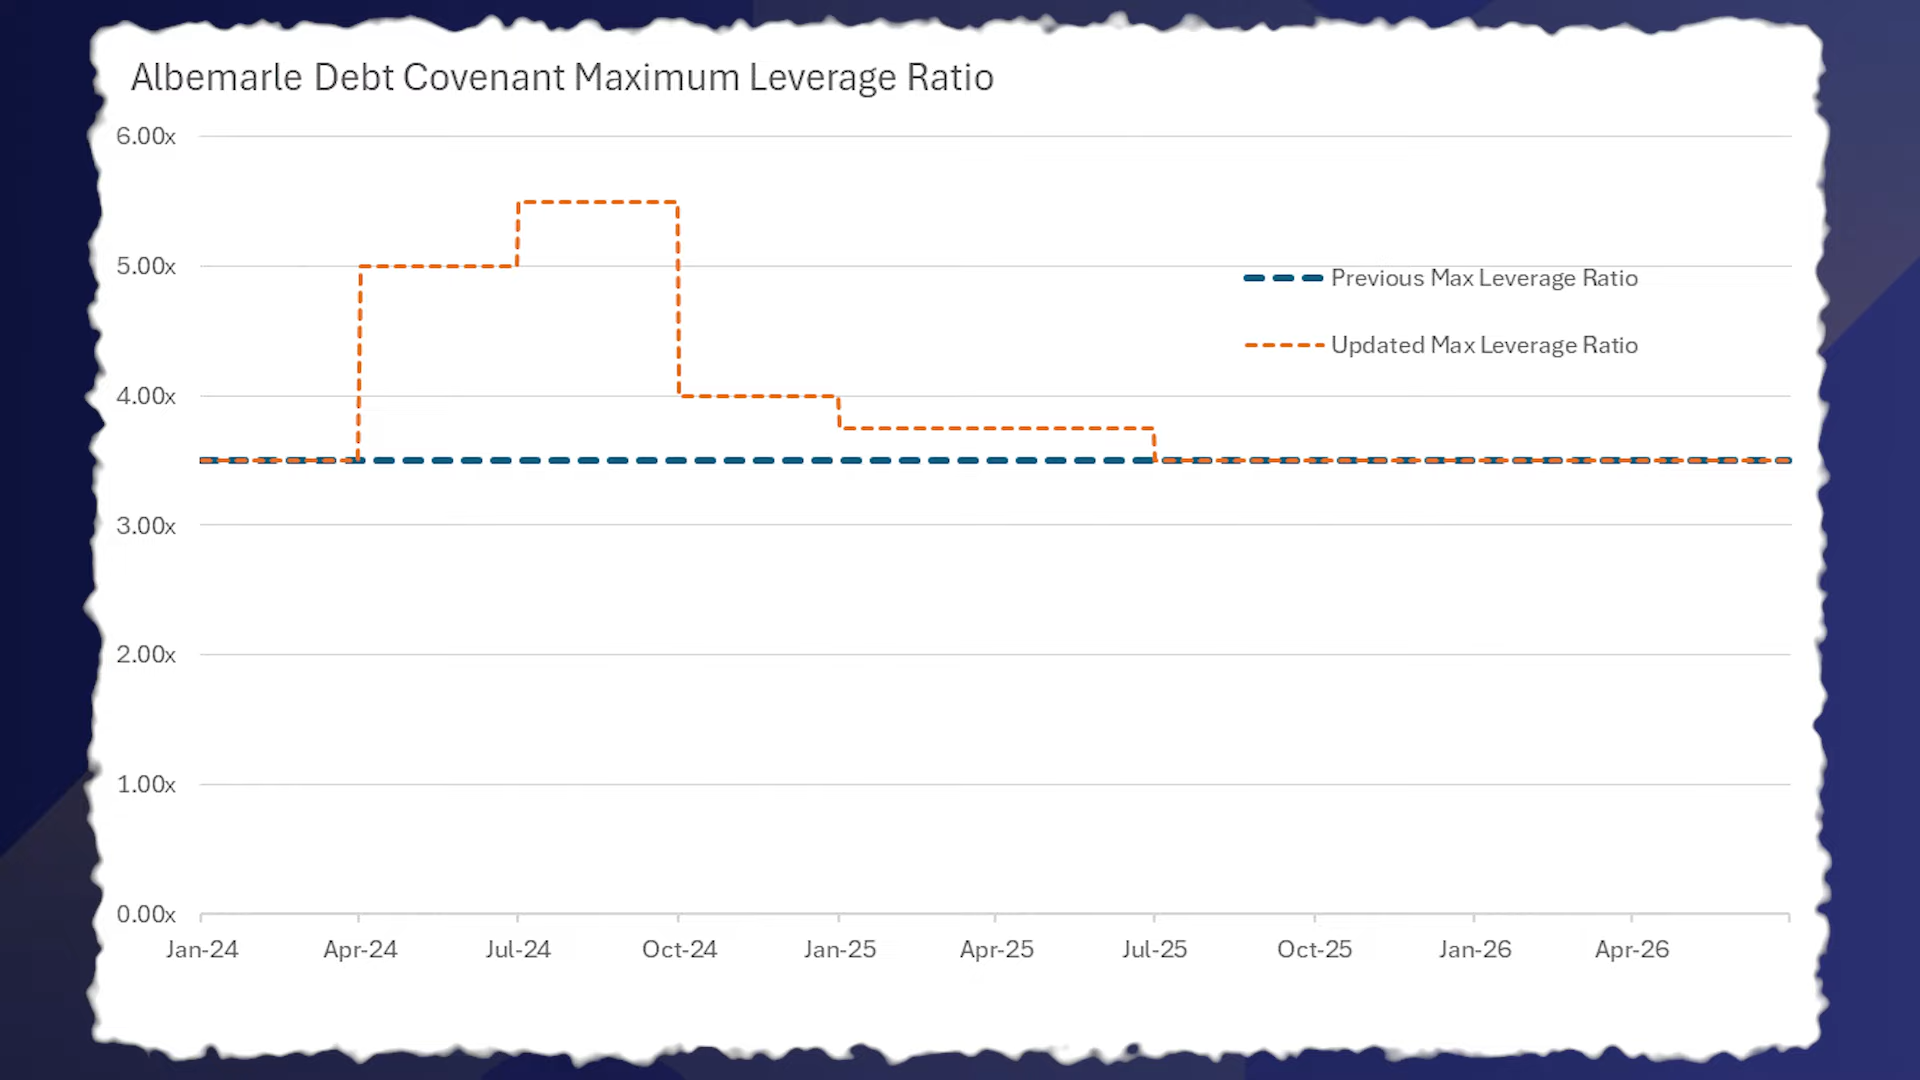 Albemarle Debt Covenant Maximum Leverage Ratio
6.00x
5.00x
4.00x
3.00x
2.00x
1.00x
0.00x
Previous Max Leverage Ratio
Updated Max Leverage Ratio
Jan-24 Apr-24 Jul-24 Oct-24 Jan-25 Apr-25 Jul-25 Oct-25 Jan-26 Apr-26